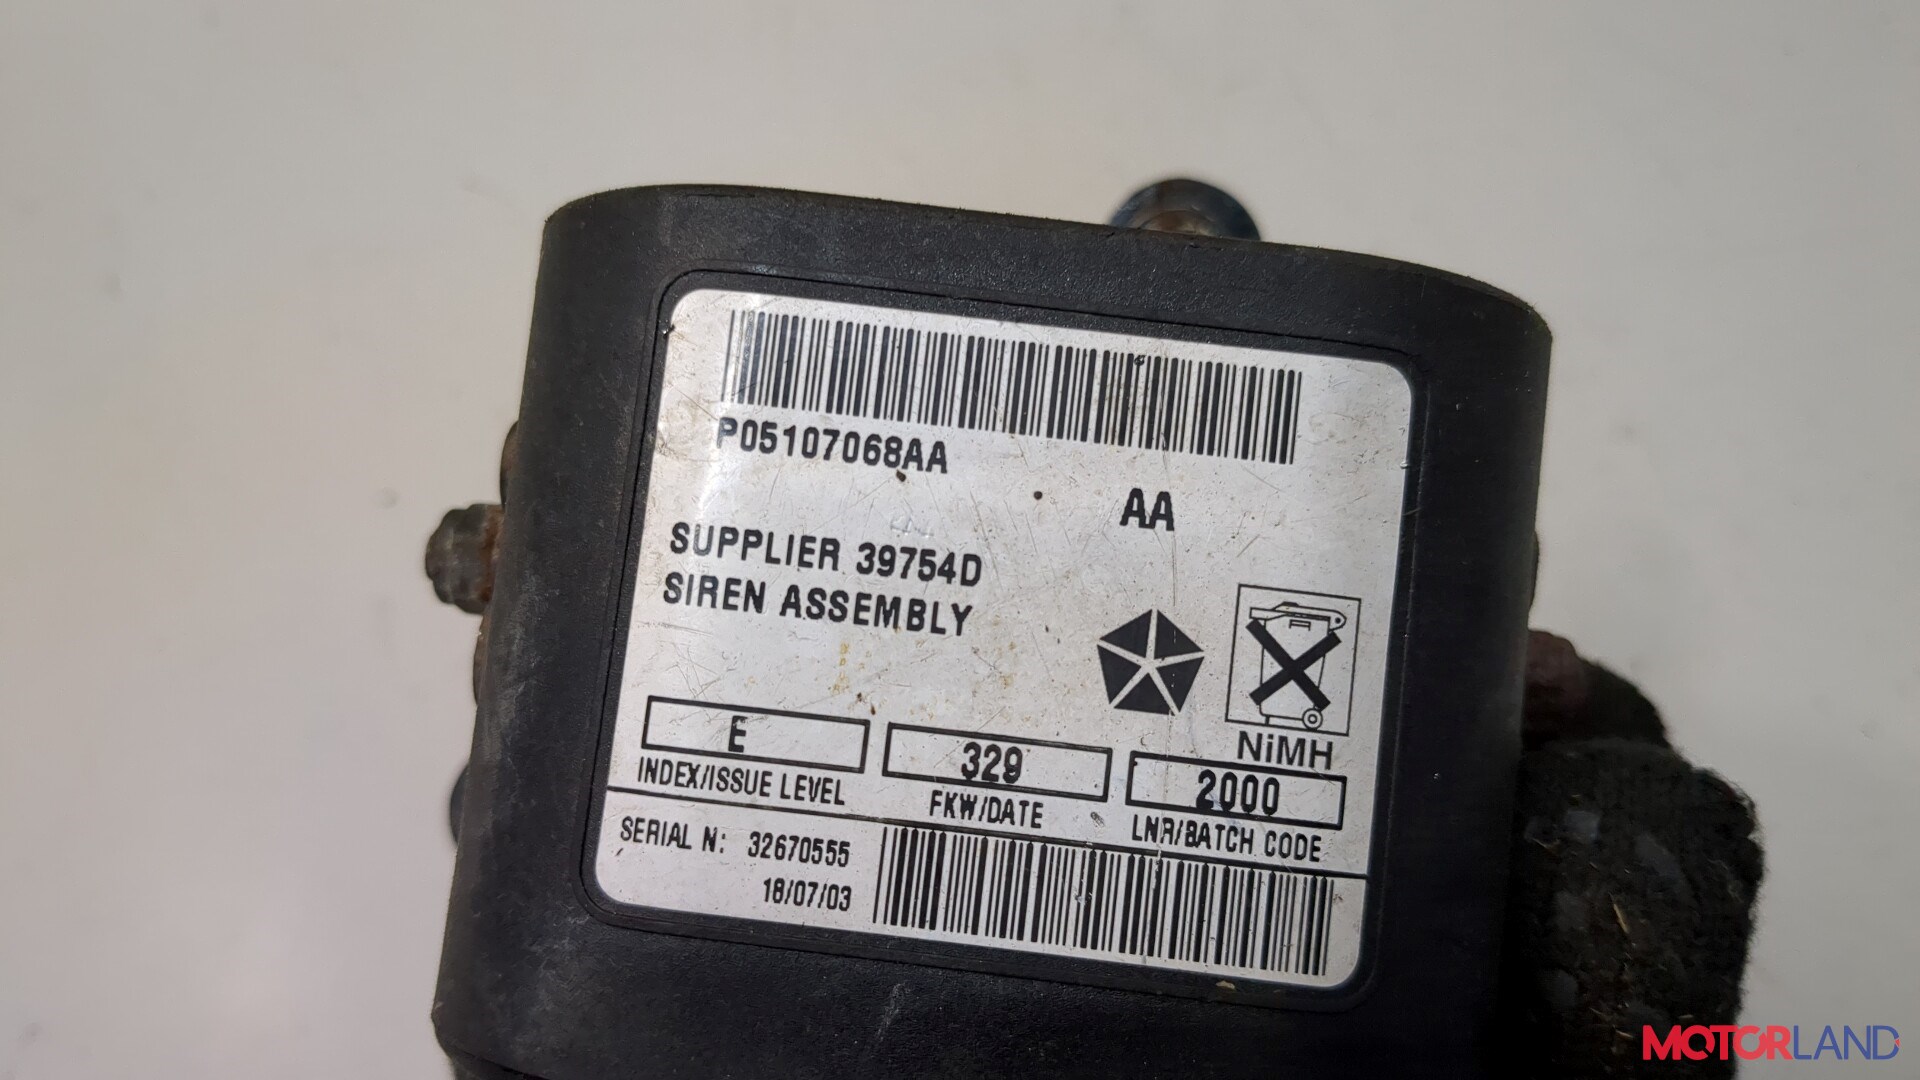 P05107068AA
AA
SUPPLIER 39754D
SIREN ASSEMBLY
NiMH
E
329
2000
INDEX/ISSUE LEVEL
FKW/DATE
LNR/BATCH CODE
SERIAL N: 32670555
18/07/03
MOTORLAND